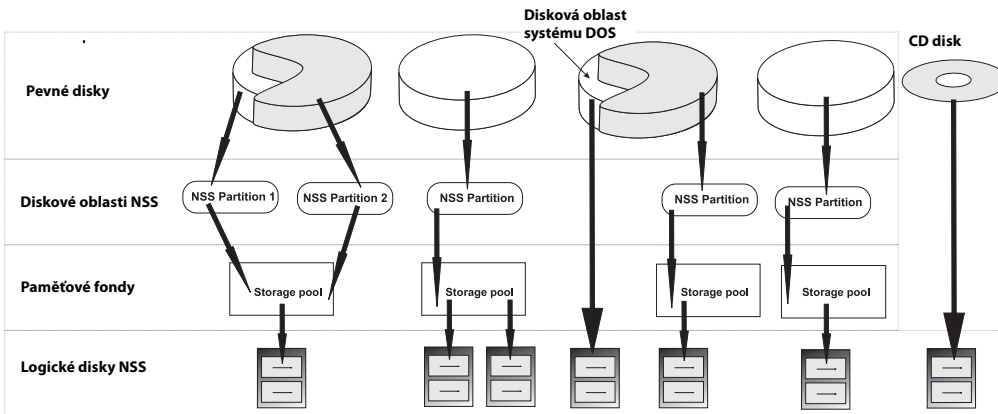 Disková oblast
systému DOS
CD disk
Pevné disky
Diskové oblasti NSS
NSS Partition 1
NSS Partition 2
NSS Partition
NSS Partition
NSS Partition
Paměťové fondy
Storage pool
Storage pool
Storage pool
Storage pool
Logické disky NSS